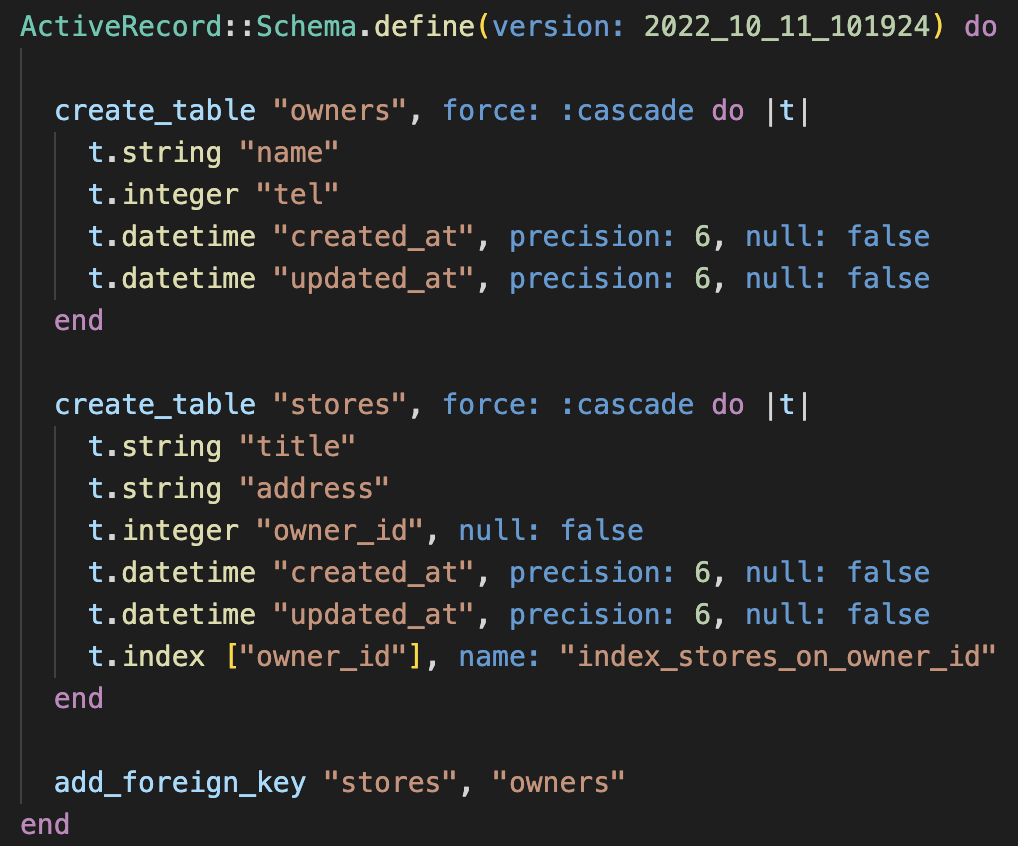 ActiveRecord::Schema.define(version: 2022_10_11_101924) do
create_table "owners", force: :cascade do |t|
t.string "name"
t.integer "tel"
t.datetime "created_at", precision: 6, null: false
t.datetime "updated_at", precision: 6, null: false
end
create_table "stores", force: :cascade do |t|
t.string "title"
t.string "address"
t.integer "owner_id", null: false
t.datetime "created_at", precision: 6, null: false
t.datetime "updated_at", precision: 6, null: false
t.index ["owner_id"], name: "index_stores_on_owner_id"
end
add_foreign_key "stores", "owners"
end